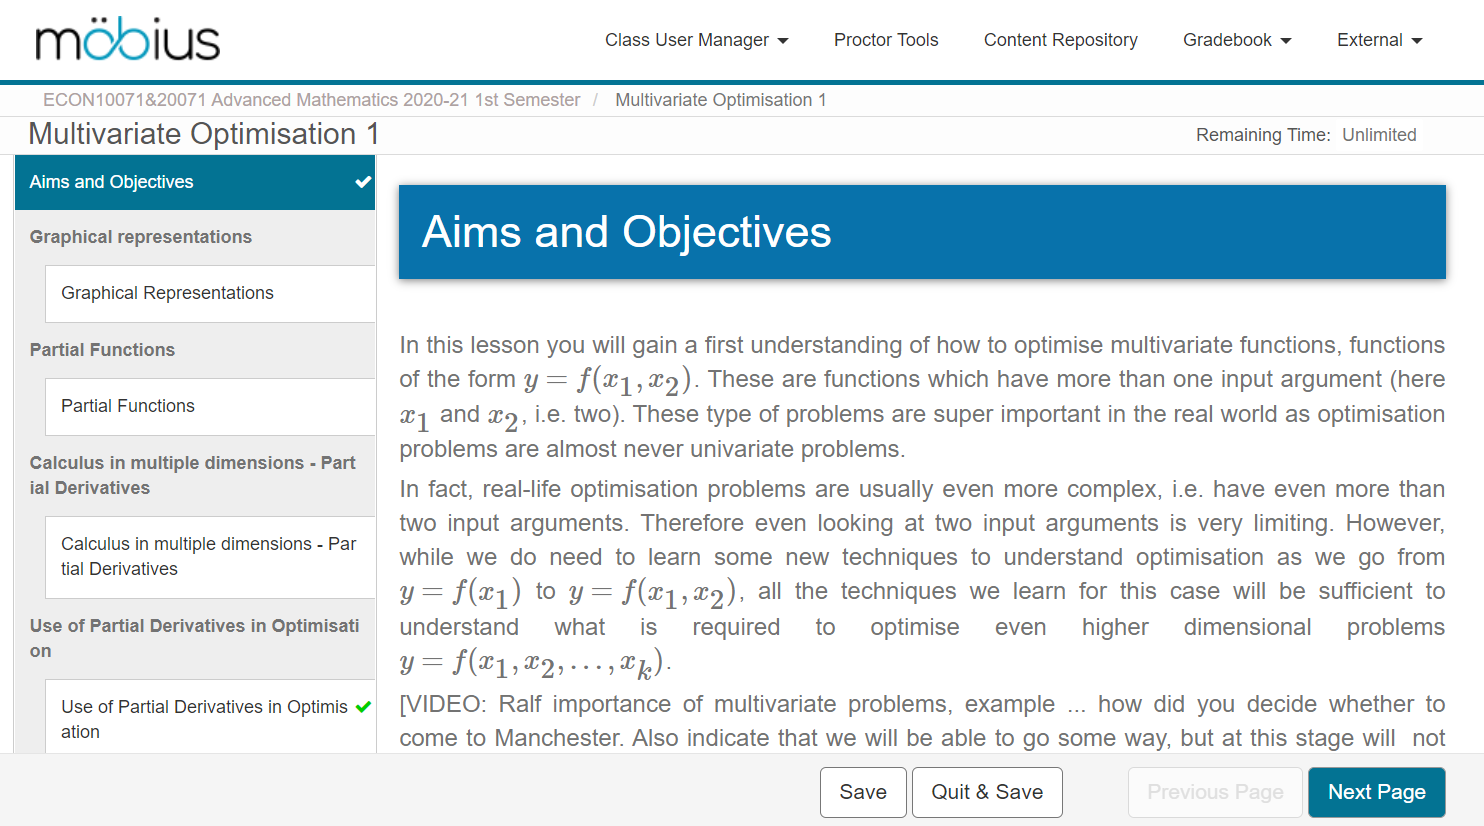 möbius
Class User Manager
Proctor Tools
Content Repository
Gradebook
External
ECON10071&20071 Advanced Mathematics 2020-21 1st Semester / Multivariate Optimisation 1
Multivariate Optimisation 1
Remaining Time: Unlimited
Aims and Objectives
Graphical representations
Graphical Representations
Partial Functions
Partial Functions
Calculus in multiple dimensions - Part
ial Derivatives
Calculus in multiple dimensions - Par
tial Derivatives
Use of Partial Derivatives in Optimisati
on
Use of Partial Derivatives in Optimis
ation
Aims and Objectives
In this lesson you will gain a first understanding of how to optimise multivariate functions, functions
of the form y = f(x1, x2). These are functions which have more than one input argument (here
x1 and x2, i.e. two). These type of problems are super important in the real world as optimisation
problems are almost never univariate problems.
In fact, real-life optimisation problems are usually even more complex, i.e. have even more than
two input arguments. Therefore even looking at two input arguments is very limiting. However,
while we do need to learn some new techniques to understand optimisation as we go from
y = f(x1) to y = f(x1, x2), all the techniques we learn for this case will be sufficient to
understand what is required to optimise even higher dimensional problems
y = f(x1, x2, ..., xk).
[VIDEO: Ralf importance of multivariate problems, example ... how did you decide whether to
come to Manchester. Also indicate that we will be able to go some way, but at this stage will not
Save
Quit & Save
Previous Page
Next Page